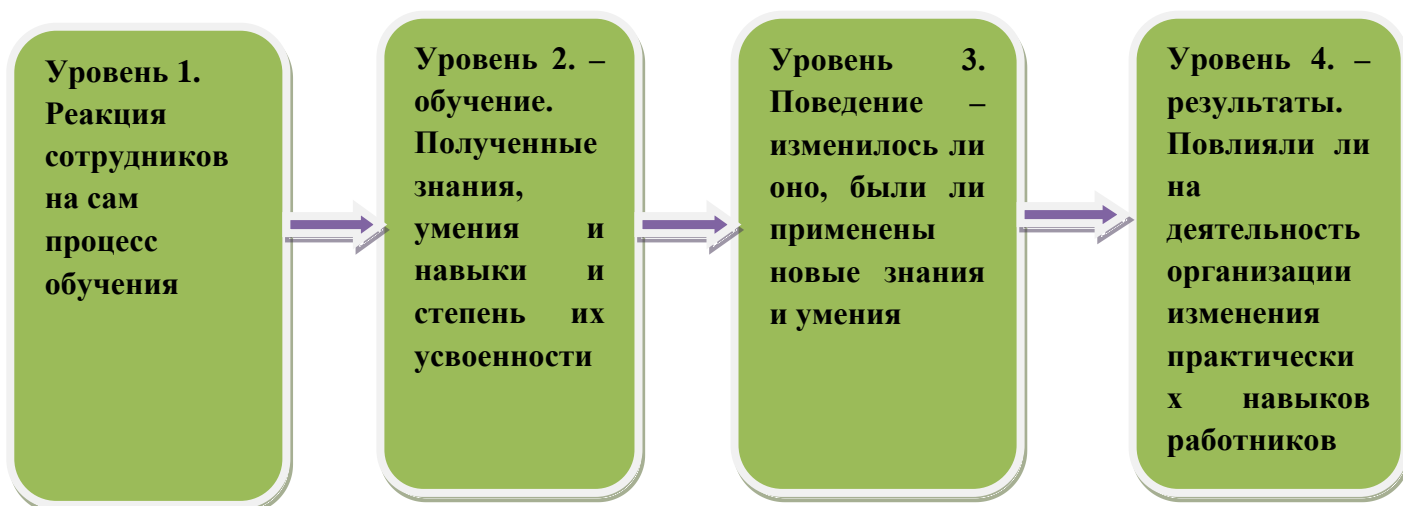 Уровень 1.
Реакция
сотрудников
на сам
процесс
обучения
Уровень 2. –
обучение.
Полученные
знания,
умения и
навыки и
степень их
усвоенности
Уровень 3.
Поведение –
изменилось ли
оно, были ли
применены
новые знания
и умения
Уровень 4. –
результаты.
Повлияли ли
на
деятельность
организации
изменения
практически
х навыков
работников